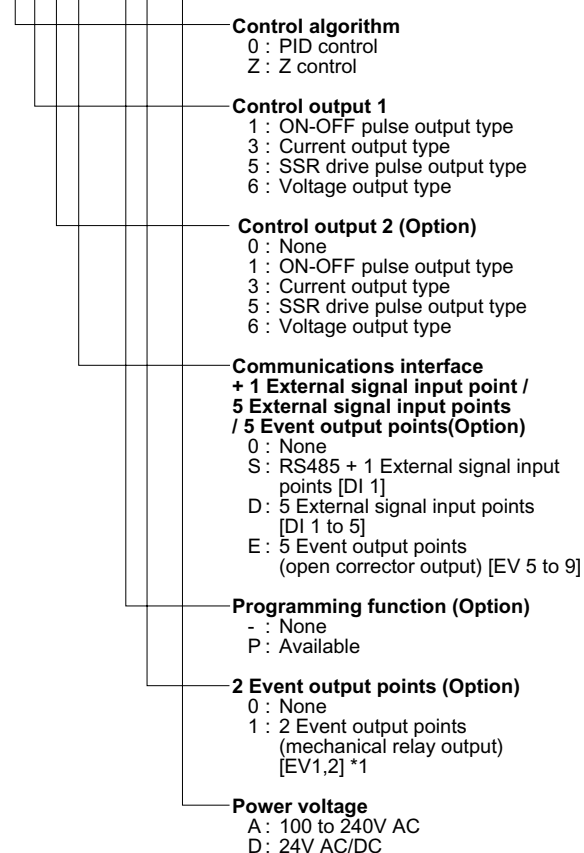 Control algorithm
0 : PID control
Z : Z control
Control output 1
1 : ON-OFF pulse output type
3 : Current output type
5 : SSR drive pulse output type
6 : Voltage output type
Control output 2 (Option)
0 : None
1 : ON-OFF pulse output type
3 : Current output type
5 : SSR drive pulse output type
6 : Voltage output type
Communications interface
+ 1 External signal input point /
5 External signal input points
/ 5 Event output points(Option)
0 : None
S : RS485 + 1 External signal input
points [DI 1]
D : 5 External signal input points
[DI 1 to 5]
E : 5 Event output points
(open corrector output) [EV 5 to 9]
Programming function (Option)
- : None
P : Available
2 Event output points (Option)
0 : None
1 : 2 Event output points
(mechanical relay output)
[EV1,2] *1
Power voltage
A : 100 to 240V AC
D : 24V AC/DC